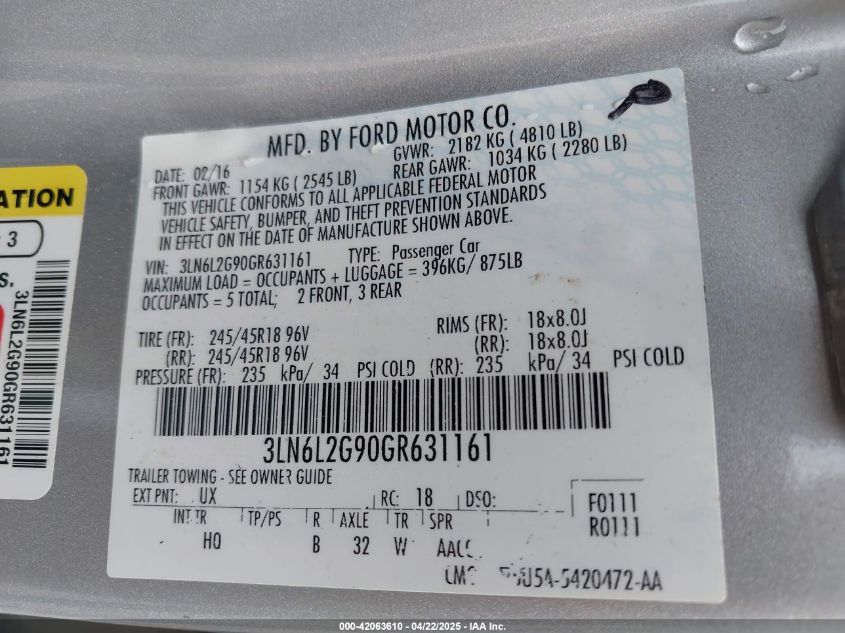 MFD. BY FORD MOTOR CO.
DATE: 02/16 GVWR: 2182 KG ( 4810 LB)
FRONT GAWR: 1154 KG ( 2545 LB) REAR GAWR: 1034 KG ( 2280 LB)
THIS VEHICLE CONFORMS TO ALL APPLICABLE FEDERAL MOTOR
VEHICLE SAFETY, BUMPER, AND THEFT PREVENTION STANDARDS
IN EFFECT ON THE DATE OF MANUFACTURE SHOWN ABOVE.
VIN: 3LN6L2G90GR631161 TYPE: Passenger Car
MAXIMUM LOAD = OCCUPANTS + LUGGAGE = 396KG/ 875LB
OCCUPANTS = 5 TOTAL; 2 FRONT, 3 REAR
TIRE (FR): 245/45R18 96V RIMS (FR): 18x8.0J
(RR): 245/45R18 96V (RR): 18x8.0J
PRESSURE (FR): 235 kPa/ 34 PSI COLD (RR): 235 kPa/ 34 PSI COLD
3LN6L2G90GR631161
TRAILER TOWING - SEE OWNER GUIDE
EXT PNT: UX RC: 18 DSO: F0111
INT TR TP/PS R AXLE TR SPR R0111
HQ B 32 W
5420472-AA
ATION
3
S.
3LN6L2G90GR631161
000-42063610 - 04/22/2025 - IAA Inc.